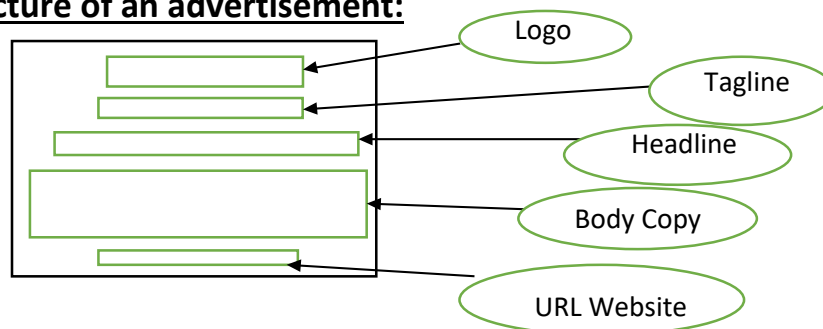 cture of an advertisement:
Logo
Tagline
Headline
Body Copy
URL Website